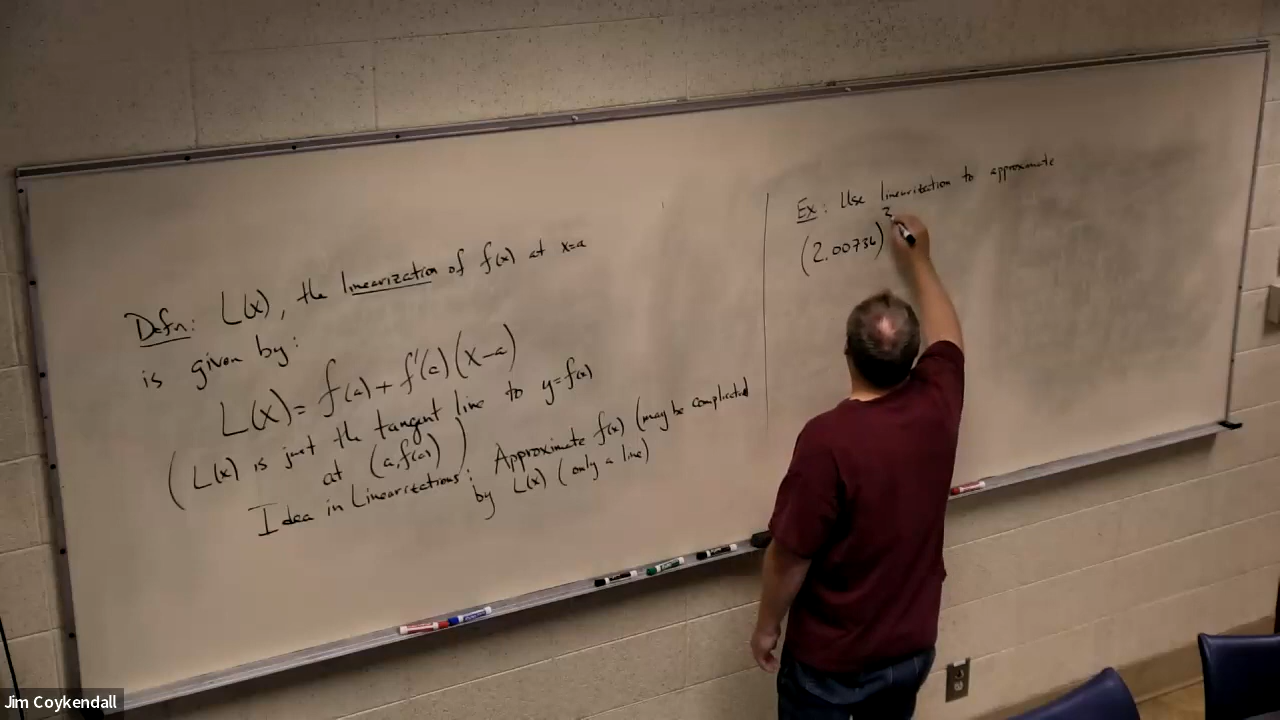 Defn: L(x), the linearization of f(x) at x=a
is given by:
L(x)= f(a) + f'(a)(x-a)
(L(x) is just the tangent line to y=f(x)
at (a,f(a)))
Idea in Linearizations: Approximate f(x) (may be complicated
by L(x) (only a line)
Ex: Use linearization to approximate
(2.00736)
Jim Coykendall